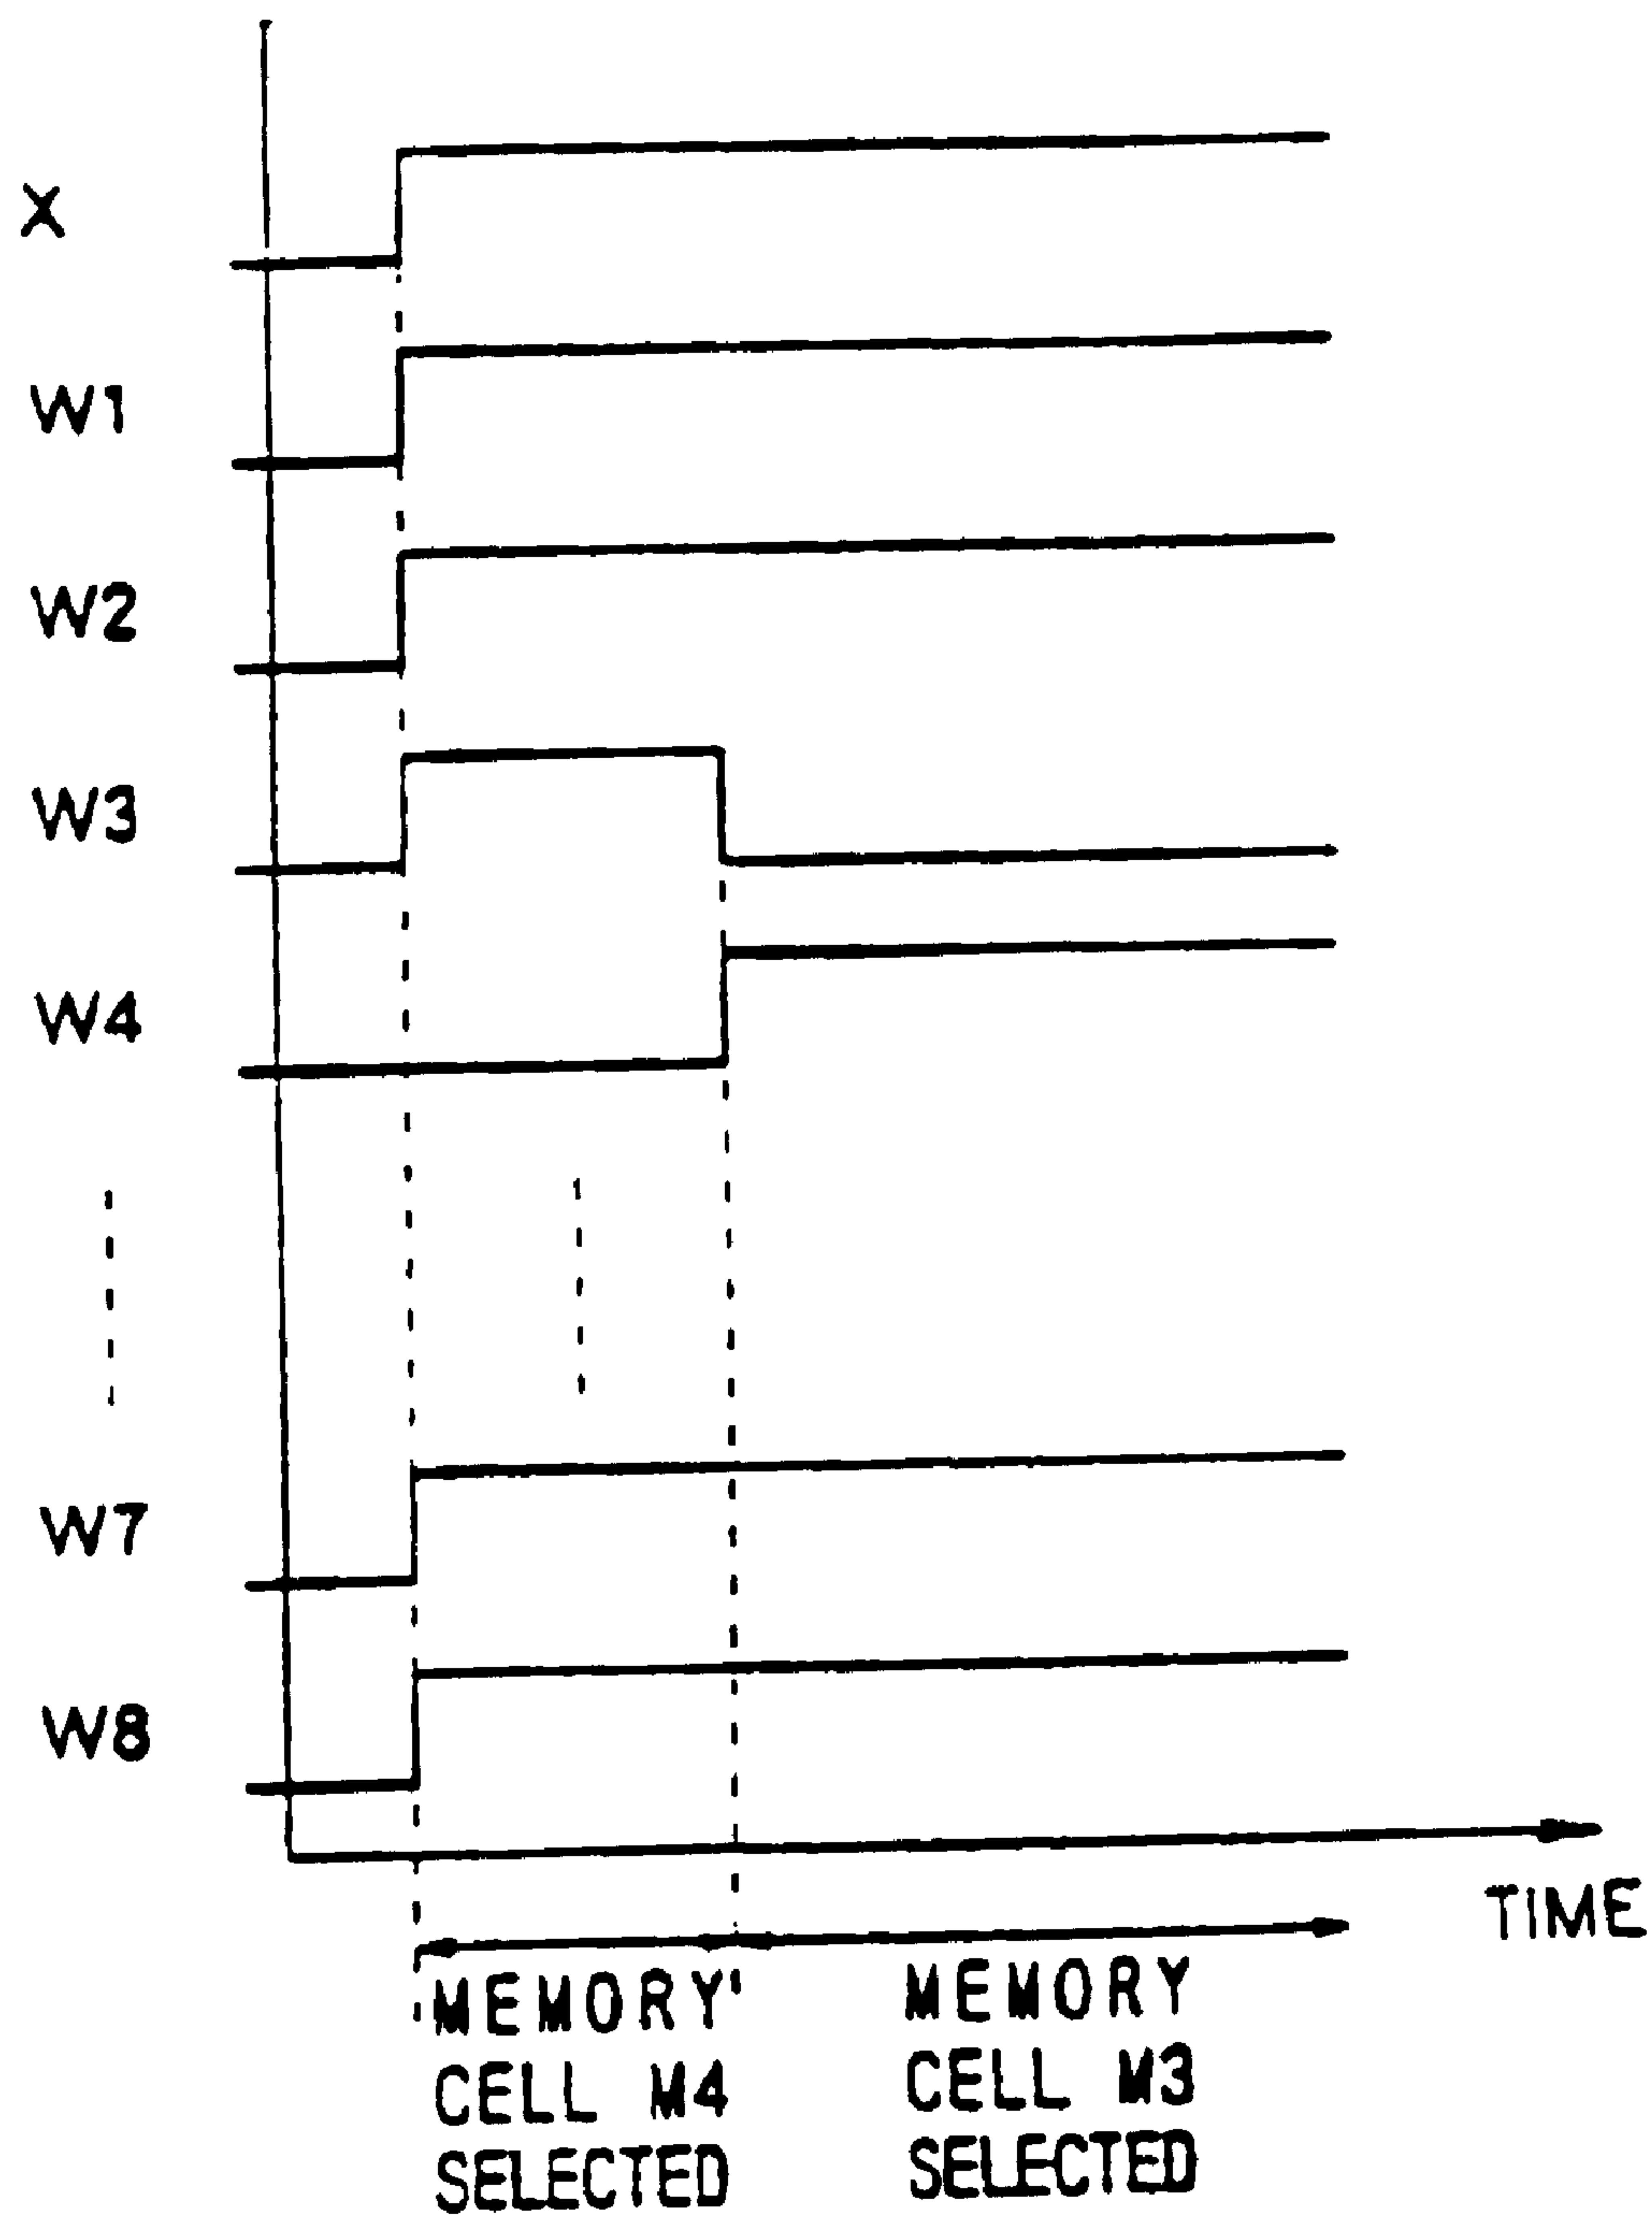 X
W1
W2
W3
W4
W7
W8
TIME
MEMORY
CELL M4
SELECTED
MEMORY
CELL M3
SELECTED